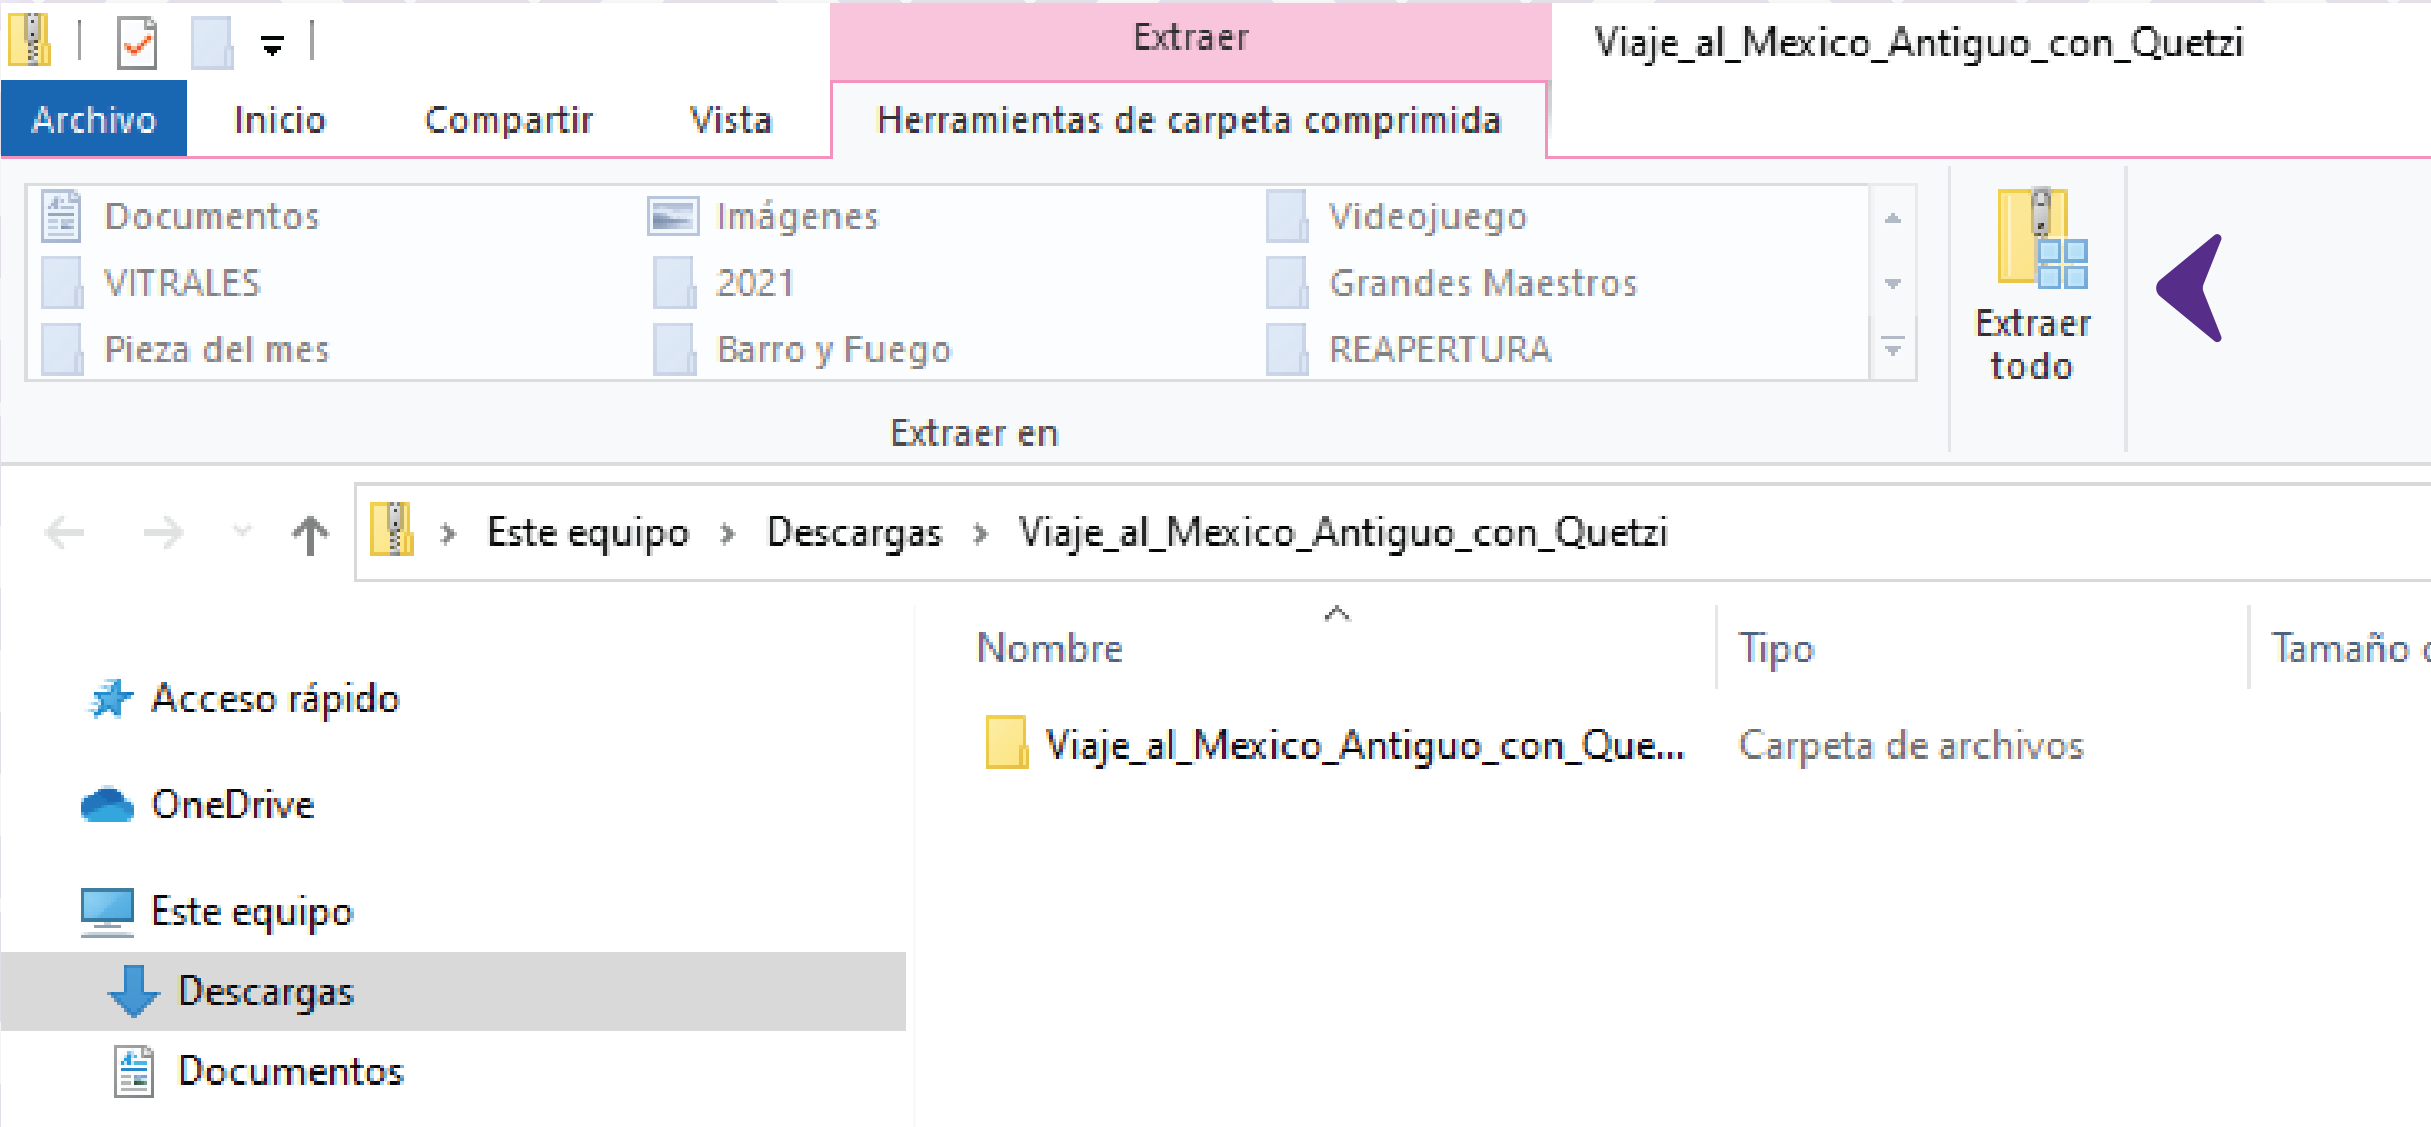 Extraer
Viaje_al_Mexico_Antiguo_con_Quetzi
Archivo Inicio Compartir Vista Herramientas de carpeta comprimida
Documentos Imágenes Videojuego
VITRALES 2021 Grandes Maestros
Pieza del mes Barro y Fuego REAPERTURA
Extraer
todo
Extraer en
Este equipo Descargas Viaje_al_Mexico_Antiguo_con_Quetzi
Nombre Tipo Tamaño
Viaje_al_Mexico_Antiguo_con_Que... Carpeta de archivos
Acceso rápido
OneDrive
Este equipo
Descargas
Documentos